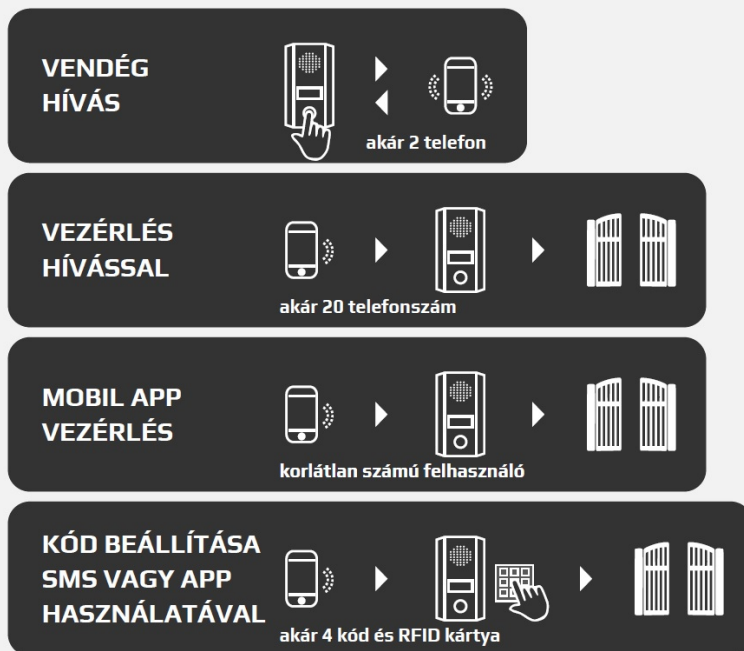 VENDÉG
HÍVÁS
akár 2 telefon
VEZÉRLÉS
HÍVÁSSAL
akár 20 telefonszám
MOBIL APP
VEZÉRLÉS
korlátlan számú felhasználó
KÓD BEÁLLÍTÁSA
SMS VAGY APP
HASZNÁLATÁVAL
akár 4 kód és RFID kártya